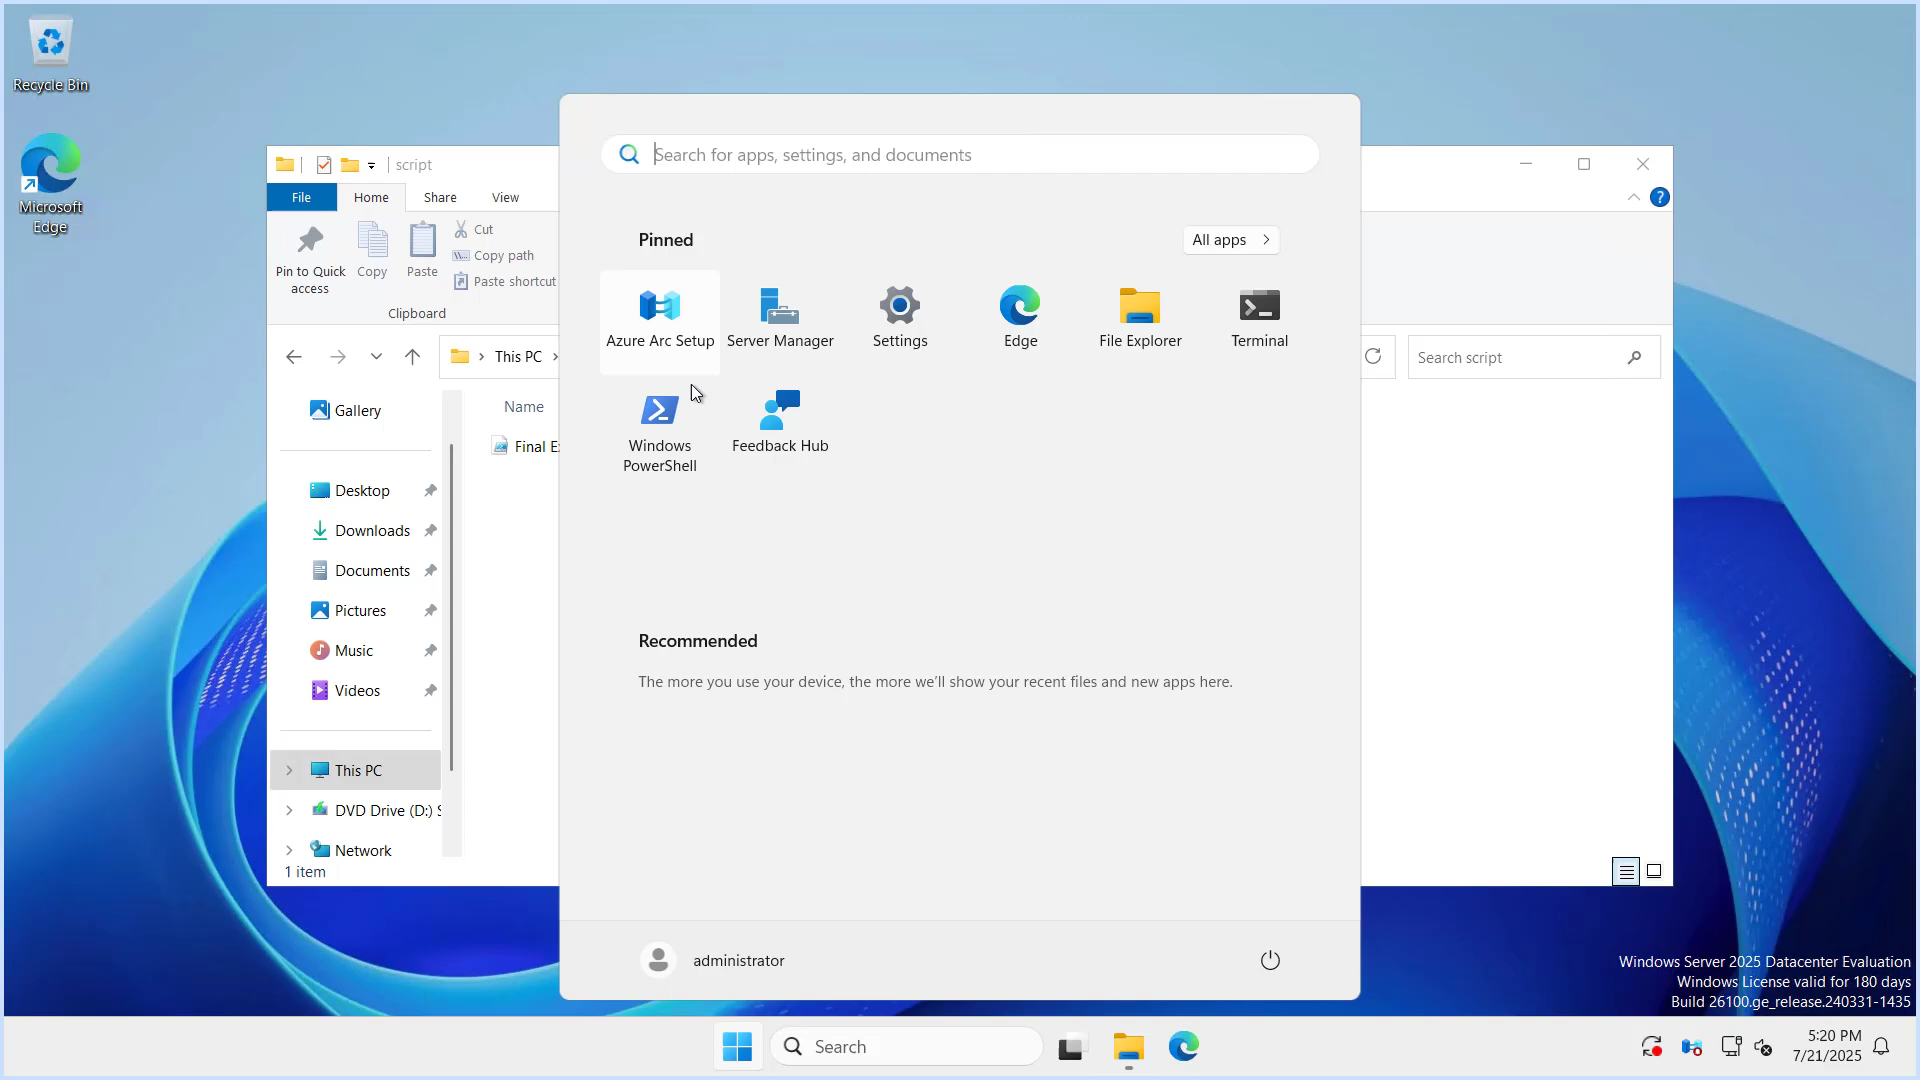 Recycle Bin
Microsoft
Edge
script
File
Home
Share
View
Pin to Quick
access
Copy
Paste
Cut
Copy path
Paste shortcut
Clipboard
This PC
Search script
Gallery
Desktop
Downloads
Documents
Pictures
Music
Videos
This PC
DVD Drive (D:) S
Network
1 item
Name
Final E
Search for apps, settings, and documents
Pinned
All apps
Azure Arc Setup
Server Manager
Settings
Edge
File Explorer
Terminal
Windows
PowerShell
Feedback Hub
Recommended
The more you use your device, the more we'll show your recent files and new apps here.
administrator
Windows Server 2025 Datacenter Evaluation
Windows License valid for 180 days
Build 26100.ge_release.240331-1435
Search
5:20 PM
7/21/2025